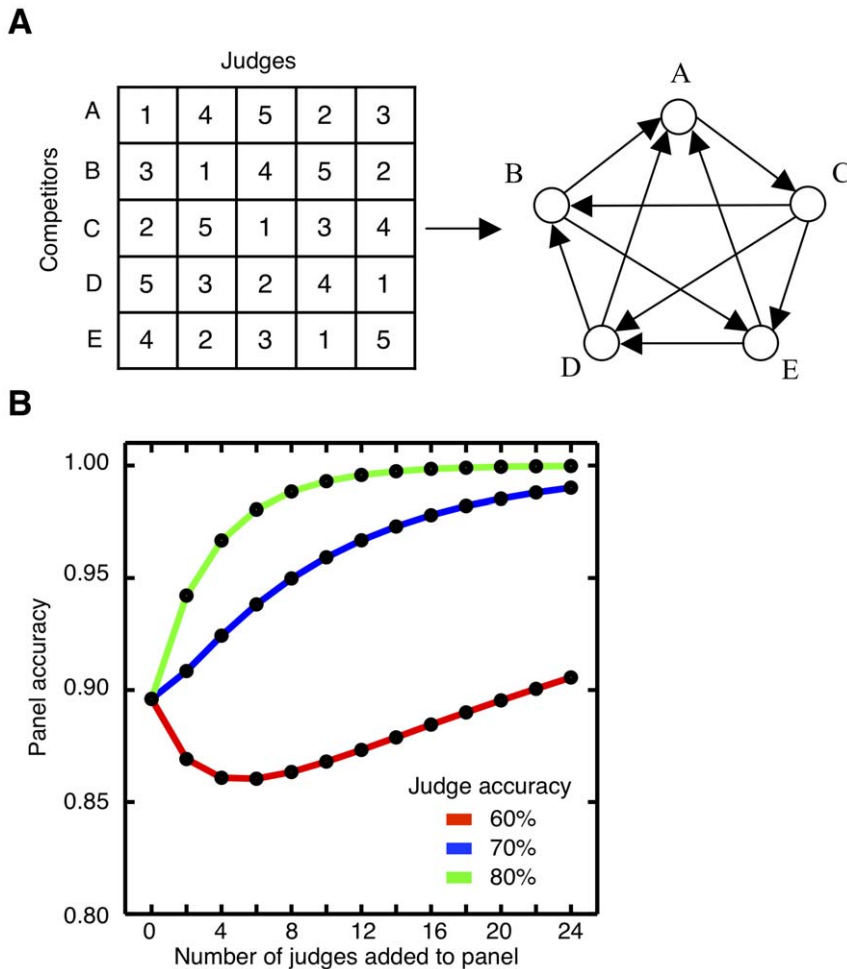 A
Judges
Competitors
A 1 4 5 2 3
B 3 1 4 5 2
C 2 5 1 3 4
D 5 3 2 4 1
E 4 2 3 1 5
A
B C
D E
B
Panel accuracy
1.00
0.95
0.90
0.85
0.80
Judge accuracy
60%
70%
80%
0 4 8 12 16 20 24
Number of judges added to panel